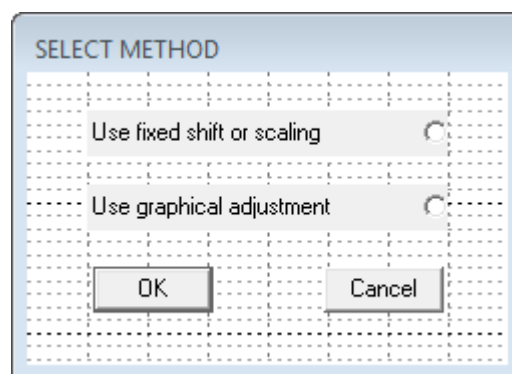 SELECT METHOD
Use fixed shift or scaling
Use graphical adjustment
OK
Cancel